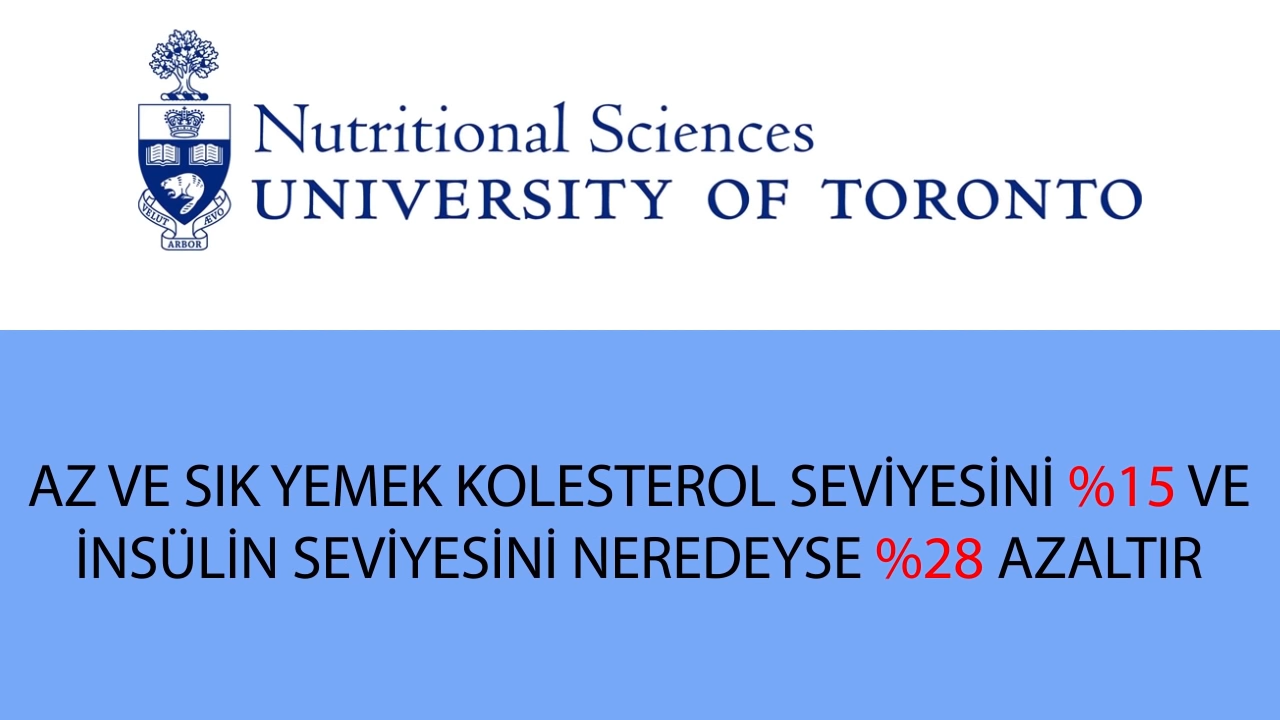 Nutritional Sciences
UNIVERSITY OF TORONTO
VELUT ÆVO
ARBOR
AZ VE SIK YEMEK KOLESTEROL SEVİYESİNİ %15 VE
İNSÜLİN SEVİYESİNİ NEREDEYSE %28 AZALTIR